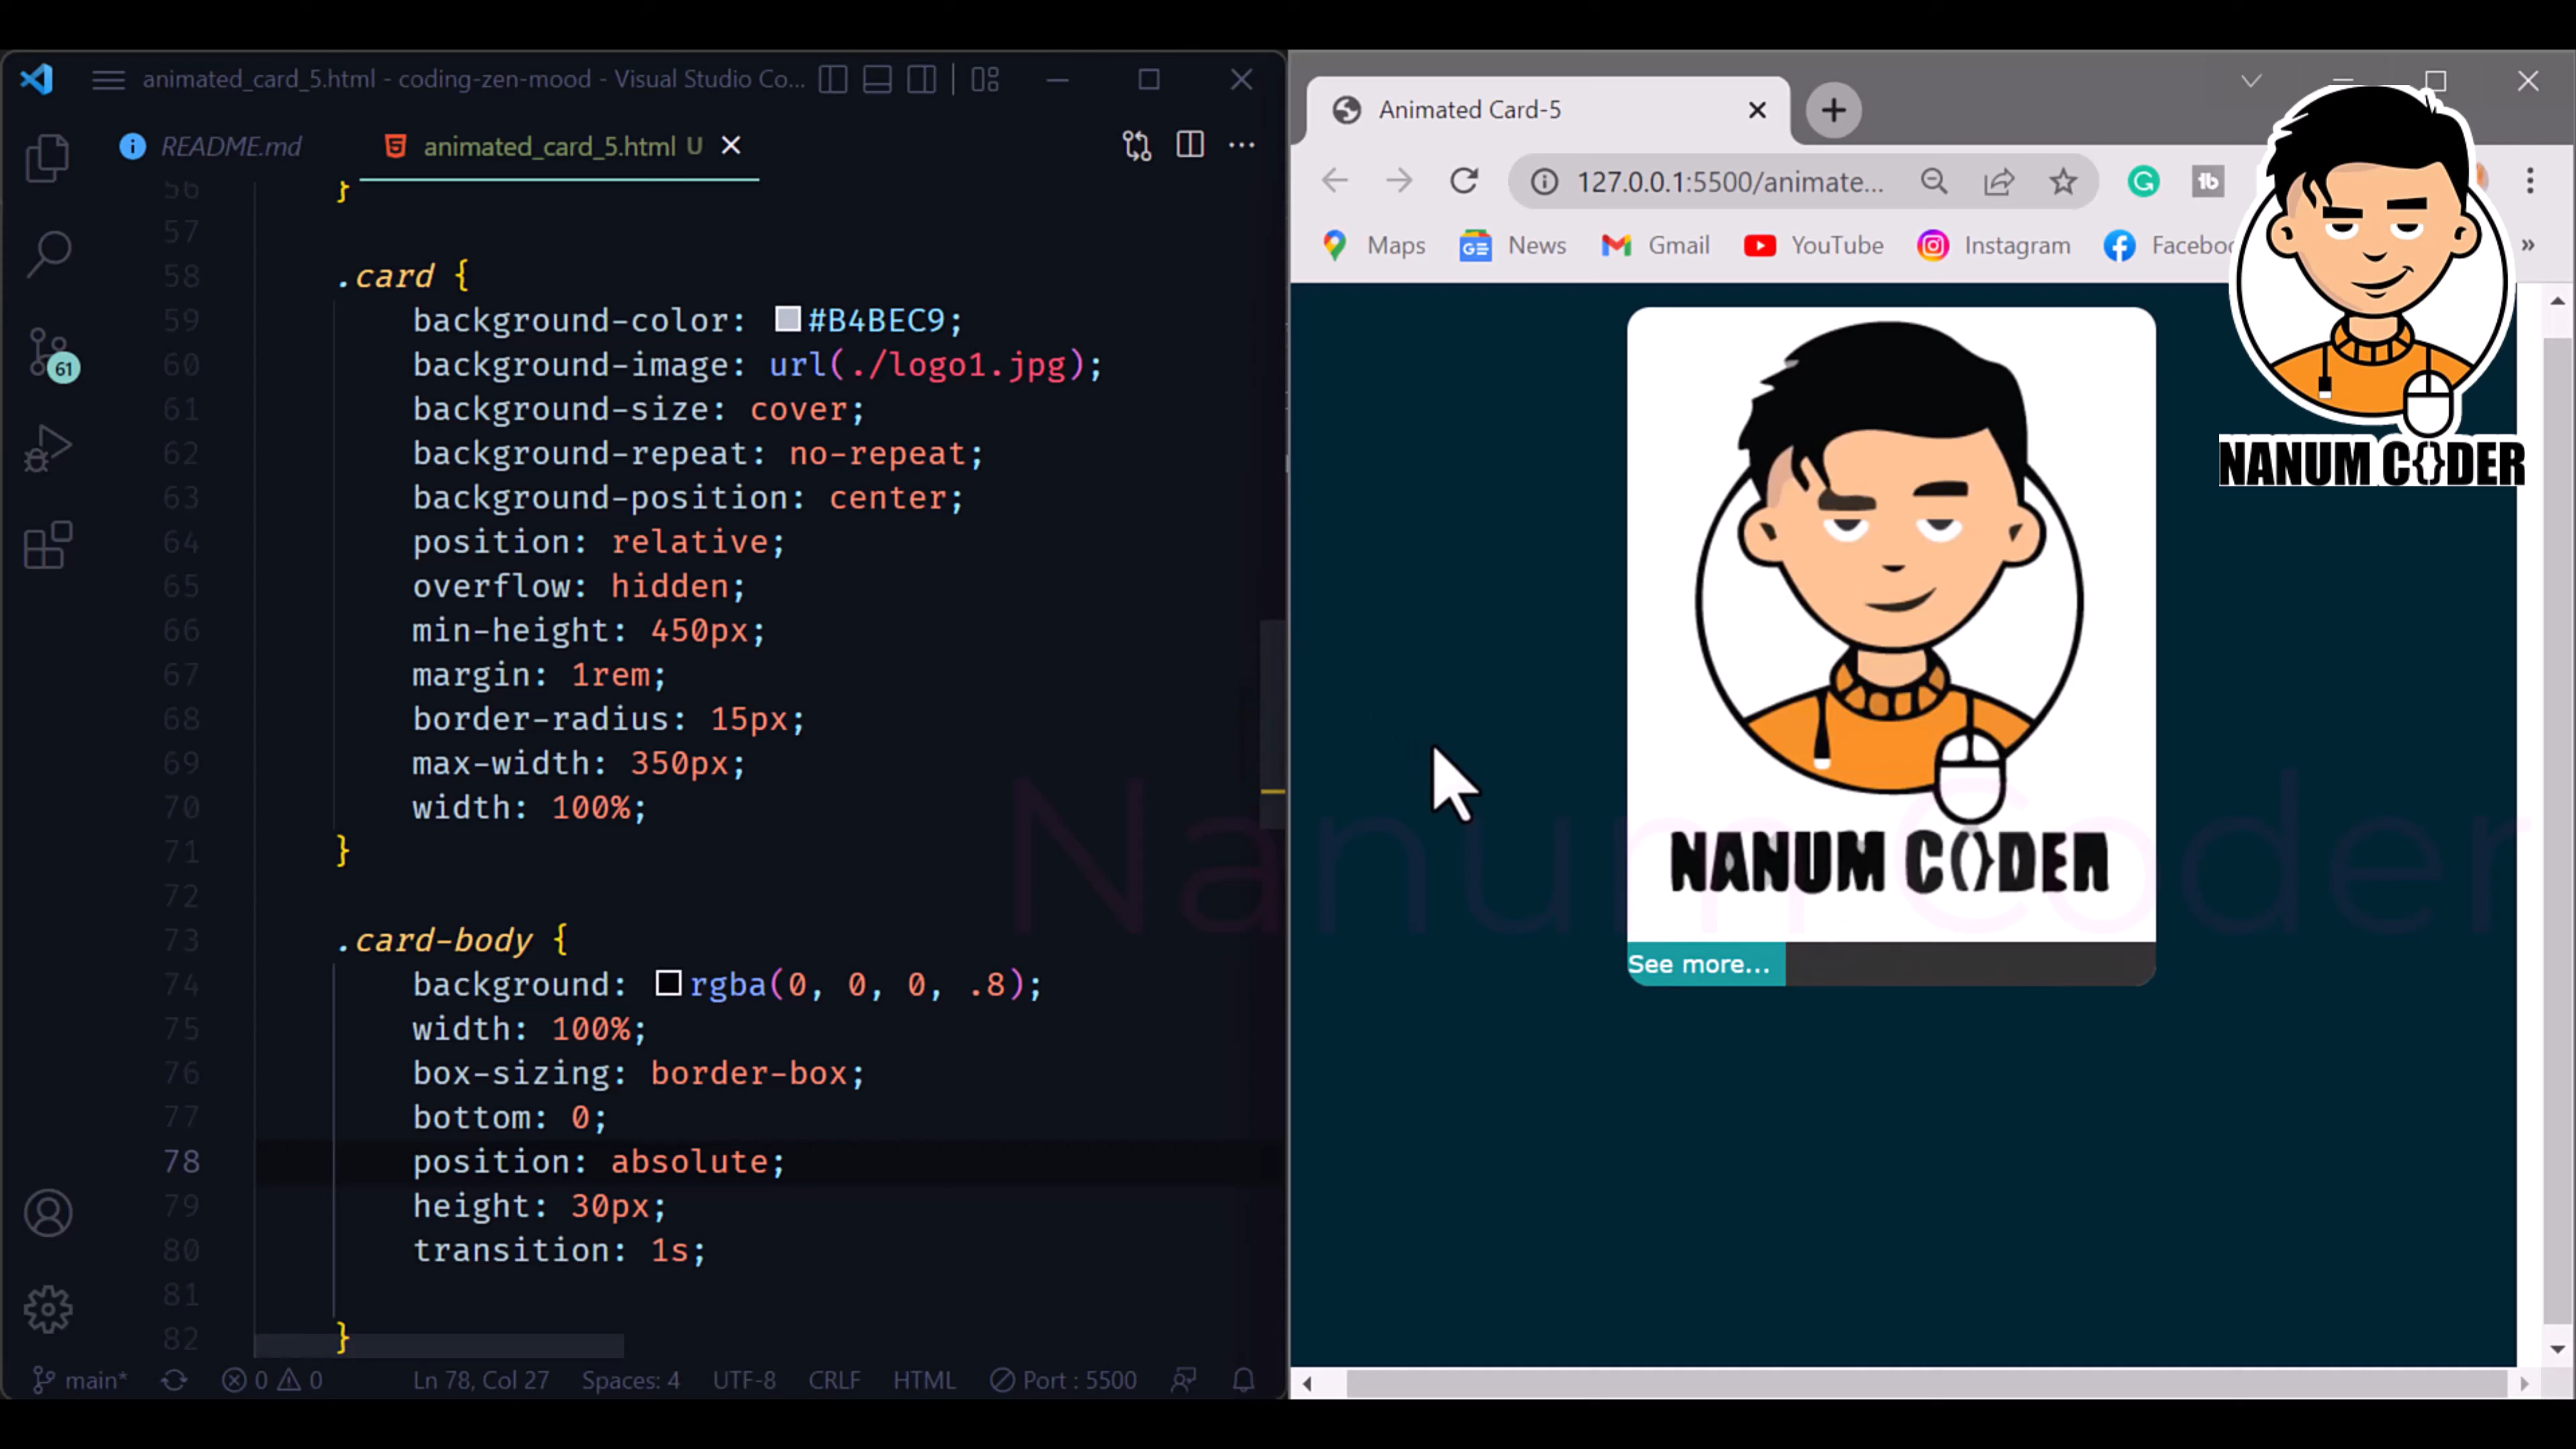 animated_card_5.html - coding-zen-mood - Visual Studio Co...
README.md
animated_card_5.html U
56 }
57
58 .card {
59 background-color: #B4BEC9;
60 background-image: url(./logo1.jpg);
61 background-size: cover;
62 background-repeat: no-repeat;
63 background-position: center;
64 position: relative;
65 overflow: hidden;
66 min-height: 450px;
67 margin: 1rem;
68 border-radius: 15px;
69 max-width: 350px;
70 width: 100%;
71 }
72
73 .card-body {
74 background: rgba(0, 0, 0, .8);
75 width: 100%;
76 box-sizing: border-box;
77 bottom: 0;
78 position: absolute;
79 height: 30px;
80 transition: 1s;
81
82 }
61
main* 0 0 Ln 78, Col 27 Spaces: 4 UTF-8 CRLF HTML Port : 5500
Animated Card-5
127.0.0.1:5500/animate...
Maps News Gmail YouTube Instagram Faceboo
NANUM C{}DER
NANUM C{}DER
See more...
Nanum Coder